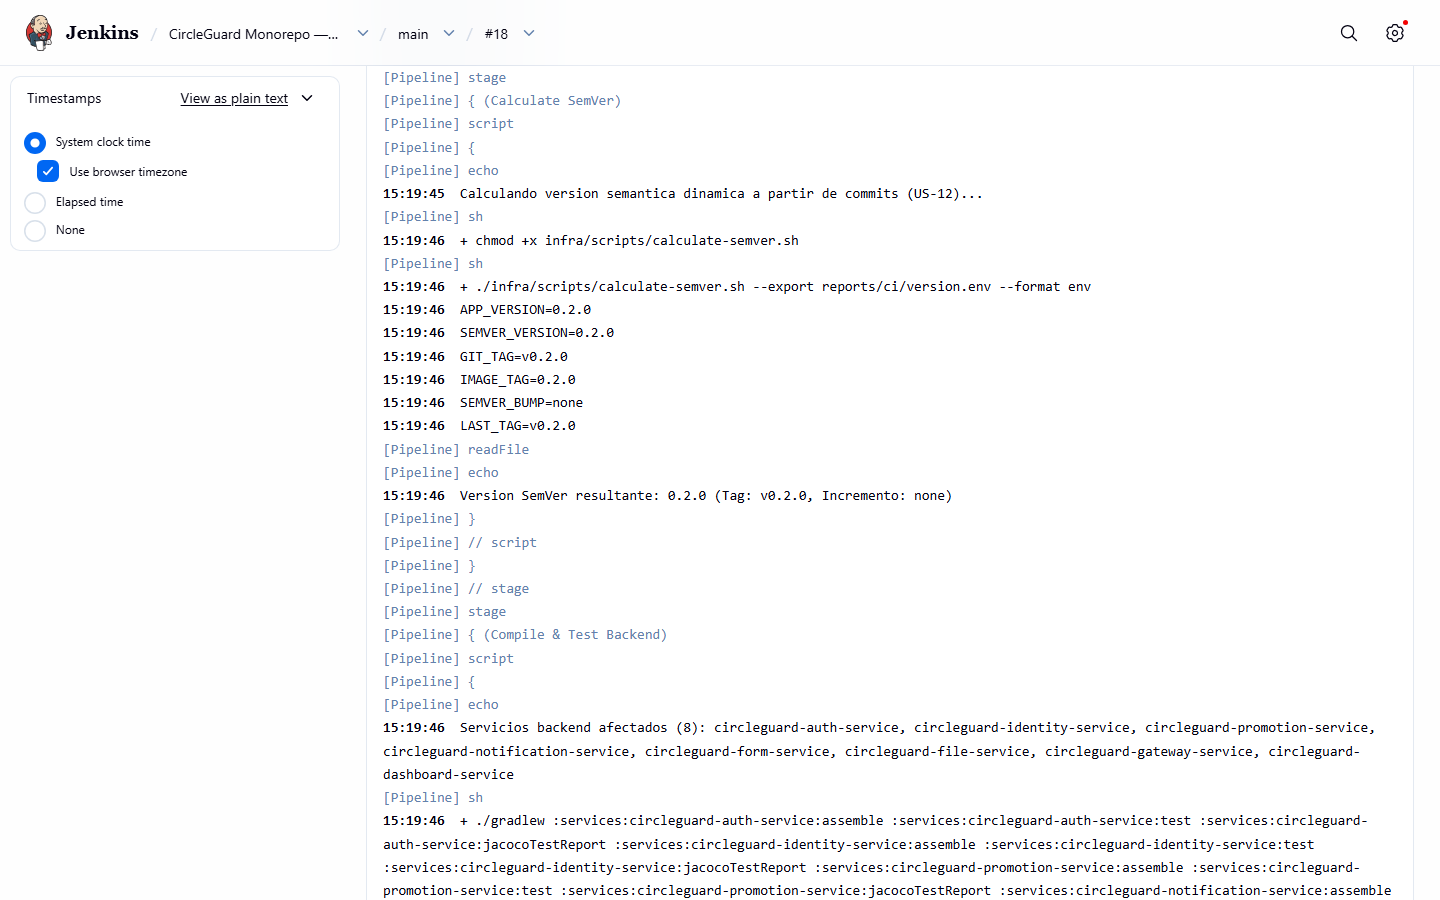 Jenkins / CircleGuard Monorepo —... / main / #18
Timestamps View as plain text
System clock time
Use browser timezone
Elapsed time
None
[Pipeline] stage
[Pipeline] { (Calculate SemVer)
[Pipeline] script
[Pipeline] {
[Pipeline] echo
15:19:45 Calculando version semantica dinamica a partir de commits (US-12)...
[Pipeline] sh
15:19:46 + chmod +x infra/scripts/calculate-semver.sh
[Pipeline] sh
15:19:46 + ./infra/scripts/calculate-semver.sh --export reports/ci/version.env --format env
15:19:46 APP_VERSION=0.2.0
15:19:46 SEMVER_VERSION=0.2.0
15:19:46 GIT_TAG=v0.2.0
15:19:46 IMAGE_TAG=0.2.0
15:19:46 SEMVER_BUMP=none
15:19:46 LAST_TAG=v0.2.0
[Pipeline] readFile
[Pipeline] echo
15:19:46 Version SemVer resultante: 0.2.0 (Tag: v0.2.0, Incremento: none)
[Pipeline] }
[Pipeline] // script
[Pipeline] }
[Pipeline] // stage
[Pipeline] stage
[Pipeline] { (Compile & Test Backend)
[Pipeline] script
[Pipeline] {
[Pipeline] echo
15:19:46 Servicios backend afectados (8): circleguard-auth-service, circleguard-identity-service, circleguard-promotion-service,
circleguard-notification-service, circleguard-form-service, circleguard-file-service, circleguard-gateway-service, circleguard-
dashboard-service
[Pipeline] sh
15:19:46 + ./gradlew :services:circleguard-auth-service:assemble :services:circleguard-auth-service:test :services:circleguard-
auth-service:jacocoTestReport :services:circleguard-identity-service:assemble :services:circleguard-identity-service:test
:services:circleguard-identity-service:jacocoTestReport :services:circleguard-promotion-service:assemble :services:circleguard-
promotion-service:test :services:circleguard-promotion-service:jacocoTestReport :services:circleguard-notification-service:assemble